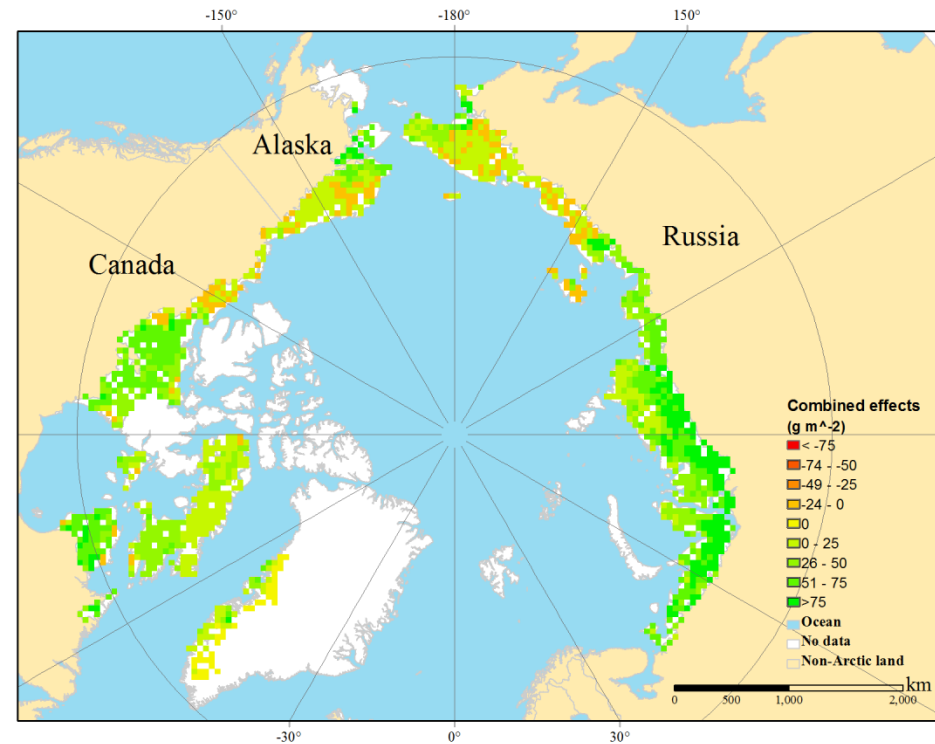 -150°
-180°
150°
Alaska
Russia
Canada
Combined effects
(g m^-2)
< -75
-74 - -50
-49 - -25
-24 - 0
0
0 - 25
26 - 50
51 - 75
>75
Ocean
No data
Non-Arctic land
km
0 500 1,000 2,000
-30°
0°
30°